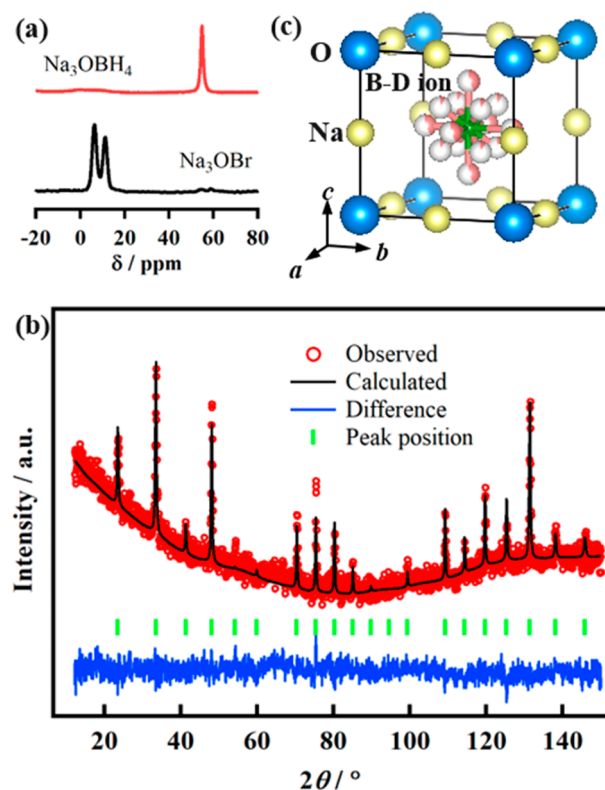 (a)
Na₃OBH₄
Na₃OBr
-20 0 20 40 60 80
δ / ppm
(c)
O
B-D ion
Na
c
a
b
(b)
Observed
Calculated
Difference
Peak position
Intensity / a.u.
20 40 60 80 100 120 140
2θ / °